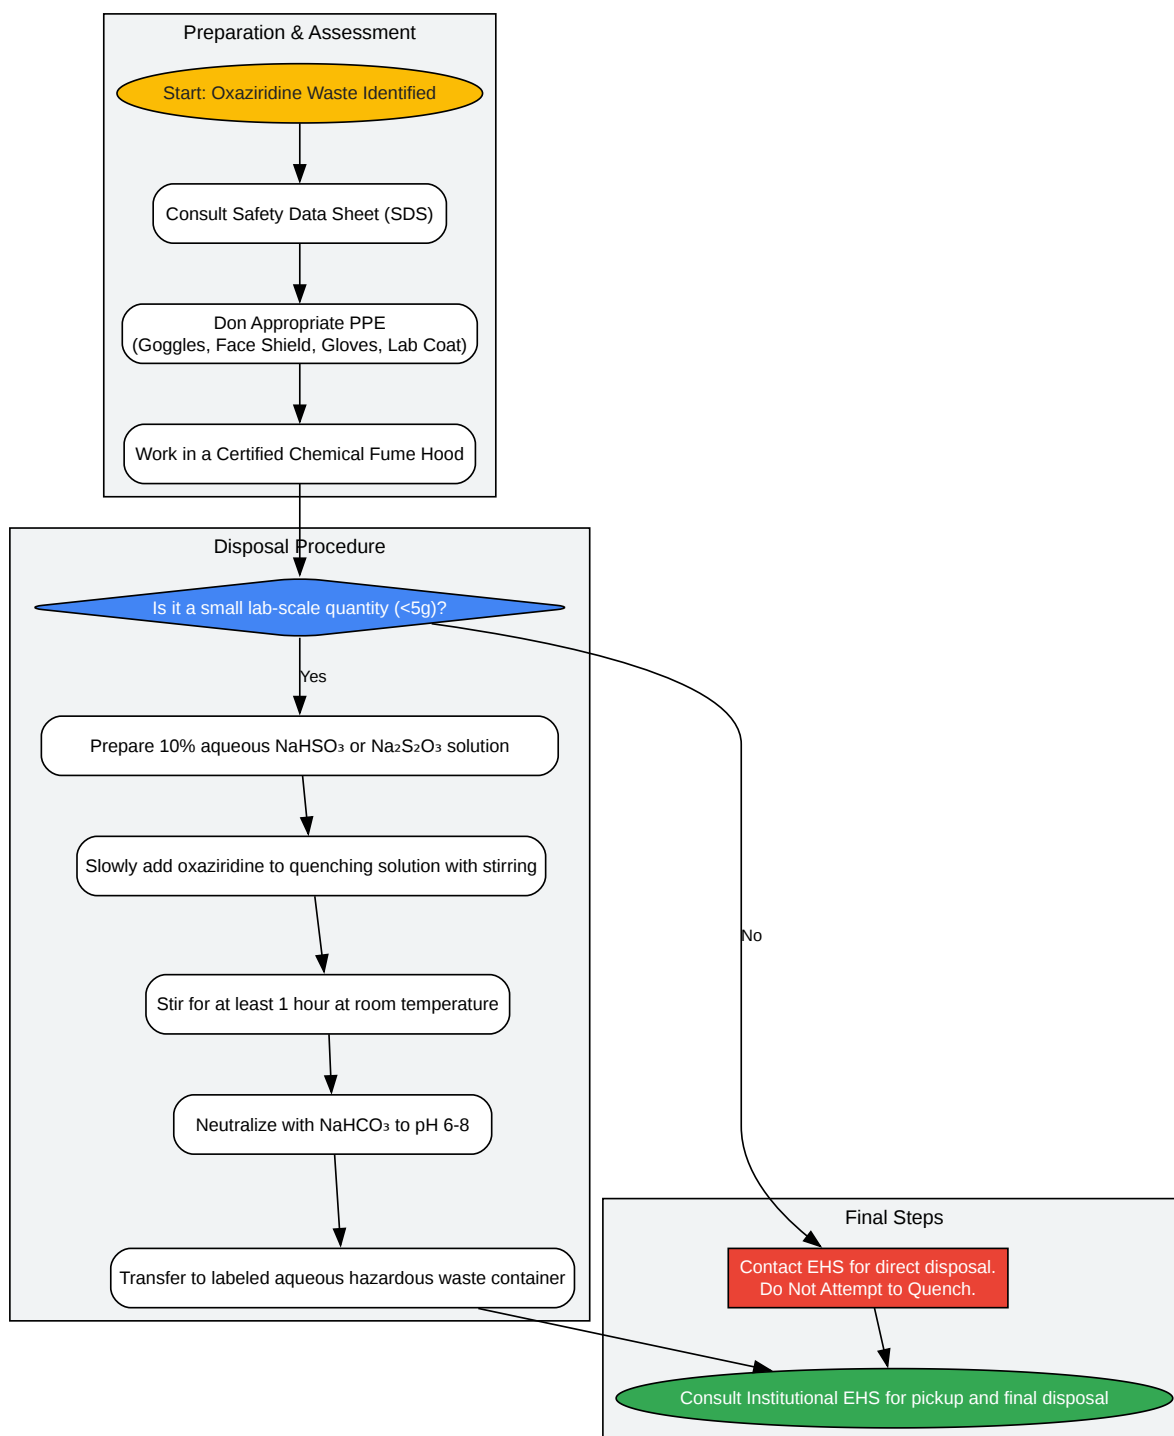 Preparation & Assessment
Start: Oxaziridine Waste Identified
Consult Safety Data Sheet (SDS)
Don Appropriate PPE
(Goggles, Face Shield, Gloves, Lab Coat)
Work in a Certified Chemical Fume Hood
Disposal Procedure
Is it a small lab-scale quantity (<5g)?
Yes
Prepare 10% aqueous NaHSO₃ or Na₂S₂O₃ solution
Slowly add oxaziridine to quenching solution with stirring
No
Stir for at least 1 hour at room temperature
Neutralize with NaHCO₃ to pH 6-8
Transfer to labeled aqueous hazardous waste container
Final Steps
Contact EHS for direct disposal.
Do Not Attempt to Quench.
Consult Institutional EHS for pickup and final disposal